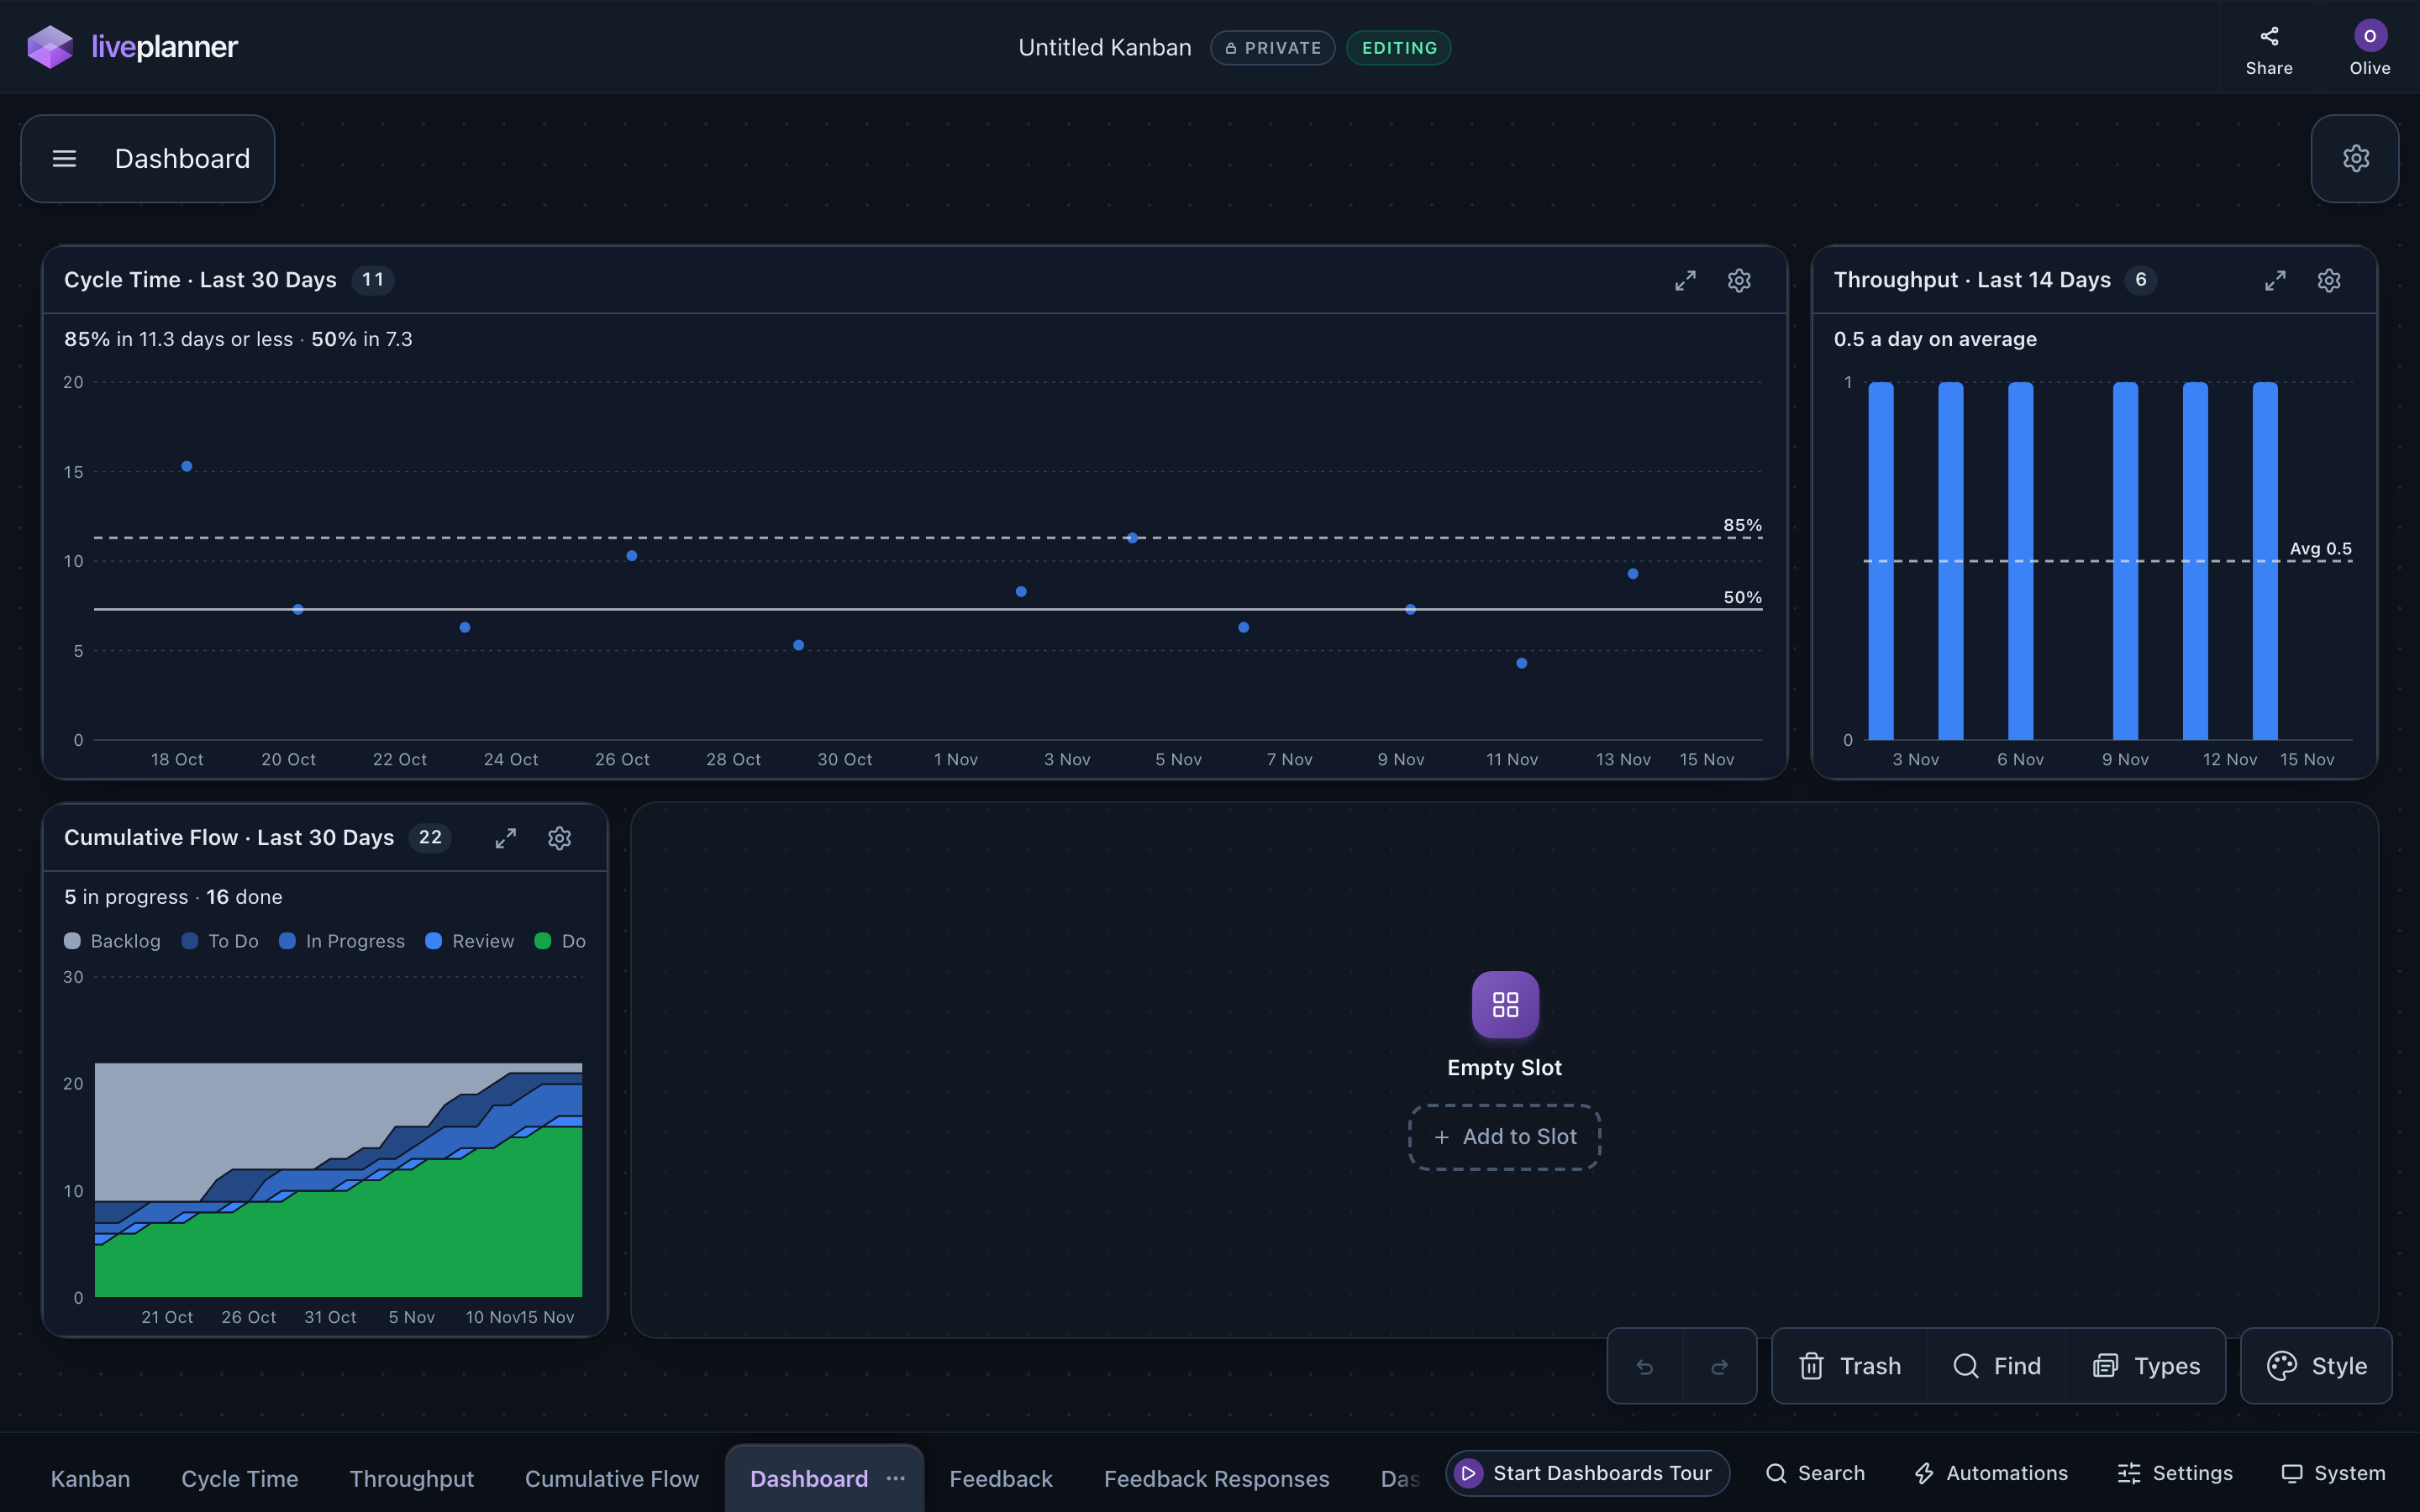 liveplanner
Untitled Kanban PRIVATE EDITING
Share
O
Olive
Dashboard
Cycle Time · Last 30 Days 11
85% in 11.3 days or less · 50% in 7.3
20
15
10
5
0
85%
50%
18 Oct 20 Oct 22 Oct 24 Oct 26 Oct 28 Oct 30 Oct 1 Nov 3 Nov 5 Nov 7 Nov 9 Nov 11 Nov 13 Nov 15 Nov
Throughput · Last 14 Days 6
0.5 a day on average
1
Avg 0.5
0
3 Nov 6 Nov 9 Nov 12 Nov 15 Nov
Cumulative Flow · Last 30 Days 22
5 in progress · 16 done
Backlog To Do In Progress Review Do
30
20
10
0
21 Oct 26 Oct 31 Oct 5 Nov 10 Nov 15 Nov
Empty Slot
+ Add to Slot
Trash Find Types Style
Kanban Cycle Time Throughput Cumulative Flow Dashboard ··· Feedback Feedback Responses Das Start Dashboards Tour Search Automations Settings System